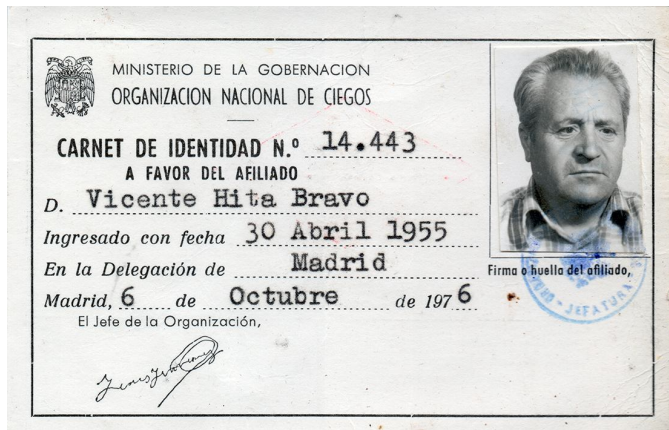 MINISTERIO DE LA GOBERNACION
ORGANIZACION NACIONAL DE CIEGOS
CARNET DE IDENTIDAD N.º 14.443
A FAVOR DEL AFILIADO
D. Vicente Hita Bravo
Ingresado con fecha 30 Abril 1955
En la Delegación de Madrid
Firma o huella del afiliado,
Madrid, 6 de Octubre de 1976
El Jefe de la Organización,
JEFATURA